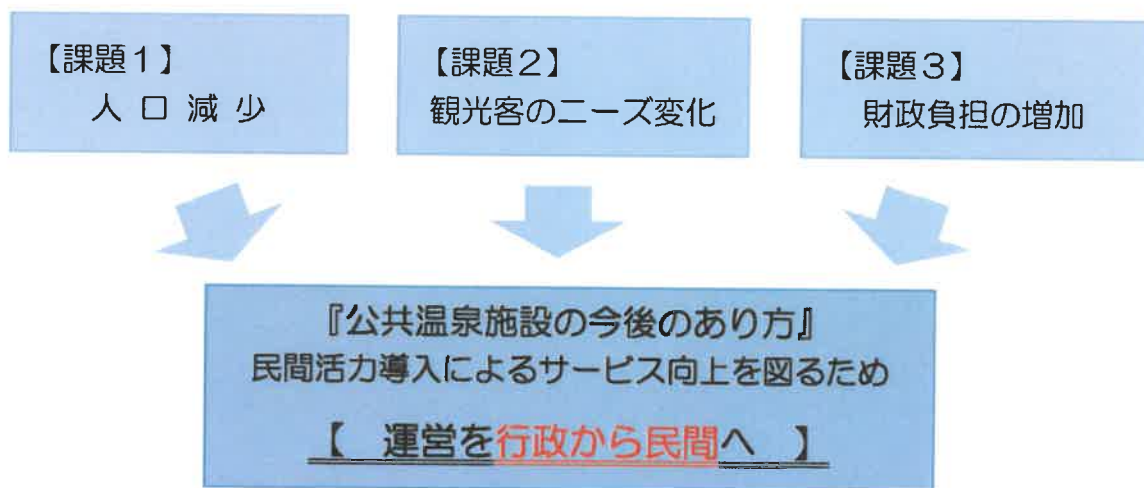 【課題１】
人 口 減 少
【課題２】
観光客のニーズ変化
【課題３】
財政負担の増加
『公共温泉施設の今後のあり方』
民間活力導入によるサービス向上を図るため
【　運営を行政から民間へ　】